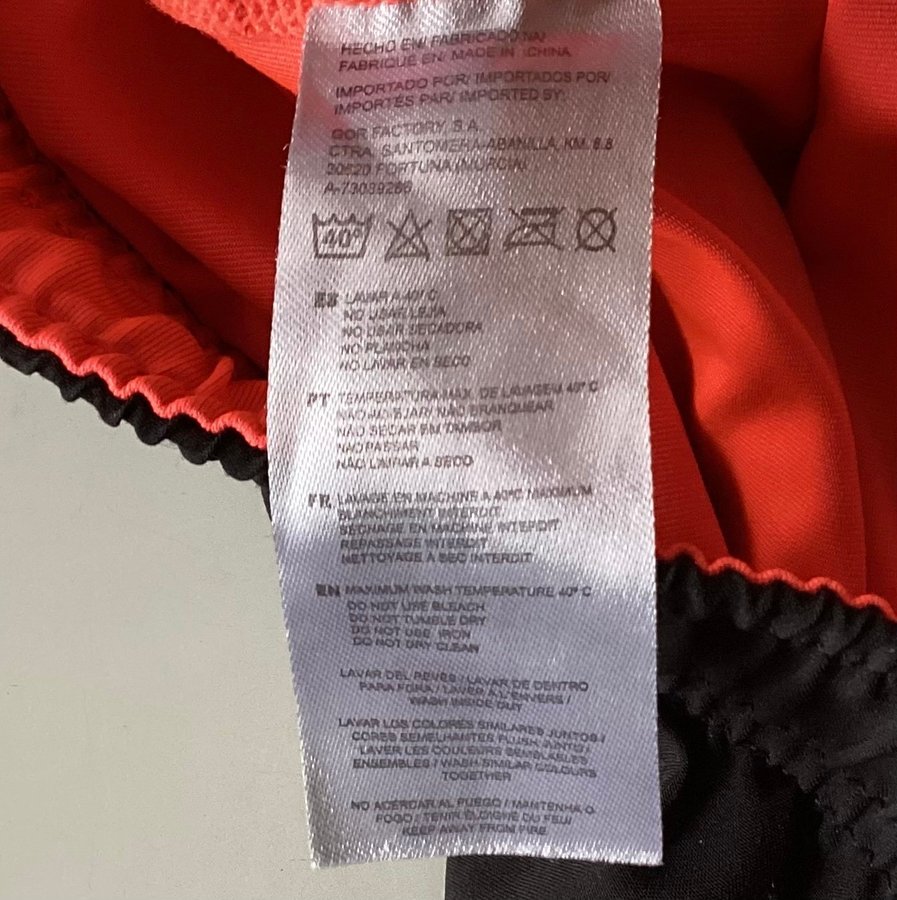 HECHO EN/ FABRICADO NA/
FABRIQUÉ EN/ MADE IN :CHINA
IMPORTADO POR/ IMPORTADOS POR/
IMPORTÉS PAR/ IMPORTED BY:
GOR FACTORY, S.A.
CTRA. SANTOMERA-ABANILLA, KM. 8.8
30620 FORTUNA (MURCIA)
A-73089286
40°
ES LAVAR A 40° C
NO USAR LEJIA
NO USAR SECADORA
NO PLANCHA
NO LAVAR EN SECO
PT TEMPERATURA MAX. DE LAVAGEM 40° C
NÃO BRANQUEAR
NÃO SECAR EM TAMBOR
NÃO PASSAR
NÃO LIMPAR A SECO
FR LAVAGE EN MACHINE A 40°C MAXIMUM
BLANCHIMENT INTERDIT
SECHAGE EN MACHINE INTERDIT
REPASSAGE INTERDIT
NETTOYAGE A SEC INTERDIT
EN MAXIMUM WASH TEMPERATURE 40° C
DO NOT USE BLEACH
DO NOT TUMBLE DRY
DO NOT USE IRON
DO NOT DRY CLEAN
LAVAR DEL REVÉS / LAVAR DE DENTRO
PARA FORA / LAVER À L'ENVERS /
WASH INSIDE OUT
LAVAR LOS COLORES SIMILARES JUNTOS /
CORES SEMELHANTES JUNTS /
LAVER LES COULEURS SEMBLABLES
ENSEMBLES / WASH SIMILAR COLOURS
TOGETHER
NO ACERCAR AL FUEGO / MANTENHA O
FOGO / TENIR ÉLOIGNÉ DU FEU
KEEP AWAY FROM FIRE